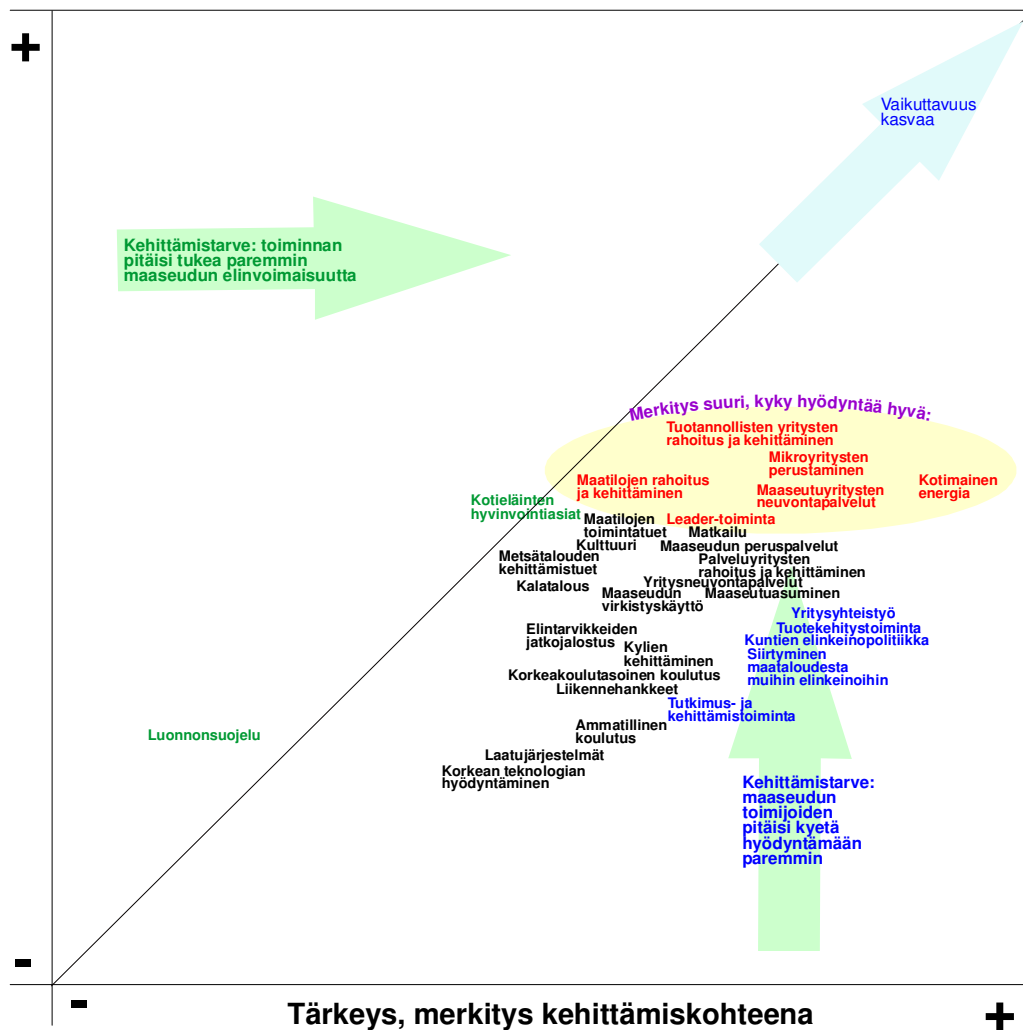 +
Vaikuttavuus
kasvaa
Kehittämistarve: toiminnan
pitäisi tukea paremmin
maaseudun elinvoimaisuutta
Merkitys suuri, kyky hyödyntää hyvä:
Tuotannollisten yritysten
rahoitus ja kehittäminen
Mikroyritysten
perustaminen
Maatilojen rahoitus
ja kehittäminen
Maaseutuyritysten
neuvontapalvelut
Kotimainen
energia
Kotieläinten
hyvinvointiasiat
Maatilojen
toimintatuet
Leader-toiminta
Matkailu
Kulttuuri
Maaseudun peruspalvelut
Metsätalouden
kehittämistuet
Palveluyritysten
rahoitus ja kehittäminen
Kalatalous
Yritysneuvontapalvelut
Maaseudun
virkistyskäyttö
Maaseutuasuminen
Yritysyhteistyö
Elintarvikkeiden
jatkojalostus
Tuotekehitystoiminta
Kuntien elinkeinopolitiikka
Kylien
kehittäminen
Siirtyminen
maataloudesta
muihin elinkeinoihin
Korkeakoulutasoinen koulutus
Liikennehankkeet
Tutkimus- ja
kehittämistoiminta
Ammatillinen
koulutus
Luonnonsuojelu
Laatujärjestelmät
Korkean teknologian
hyödyntäminen
Kehittämistarve:
maaseudun
toimijoiden
pitäisi kyetä
hyödyntämään
paremmin
-
-
Tärkeys, merkitys kehittämiskohteena
+